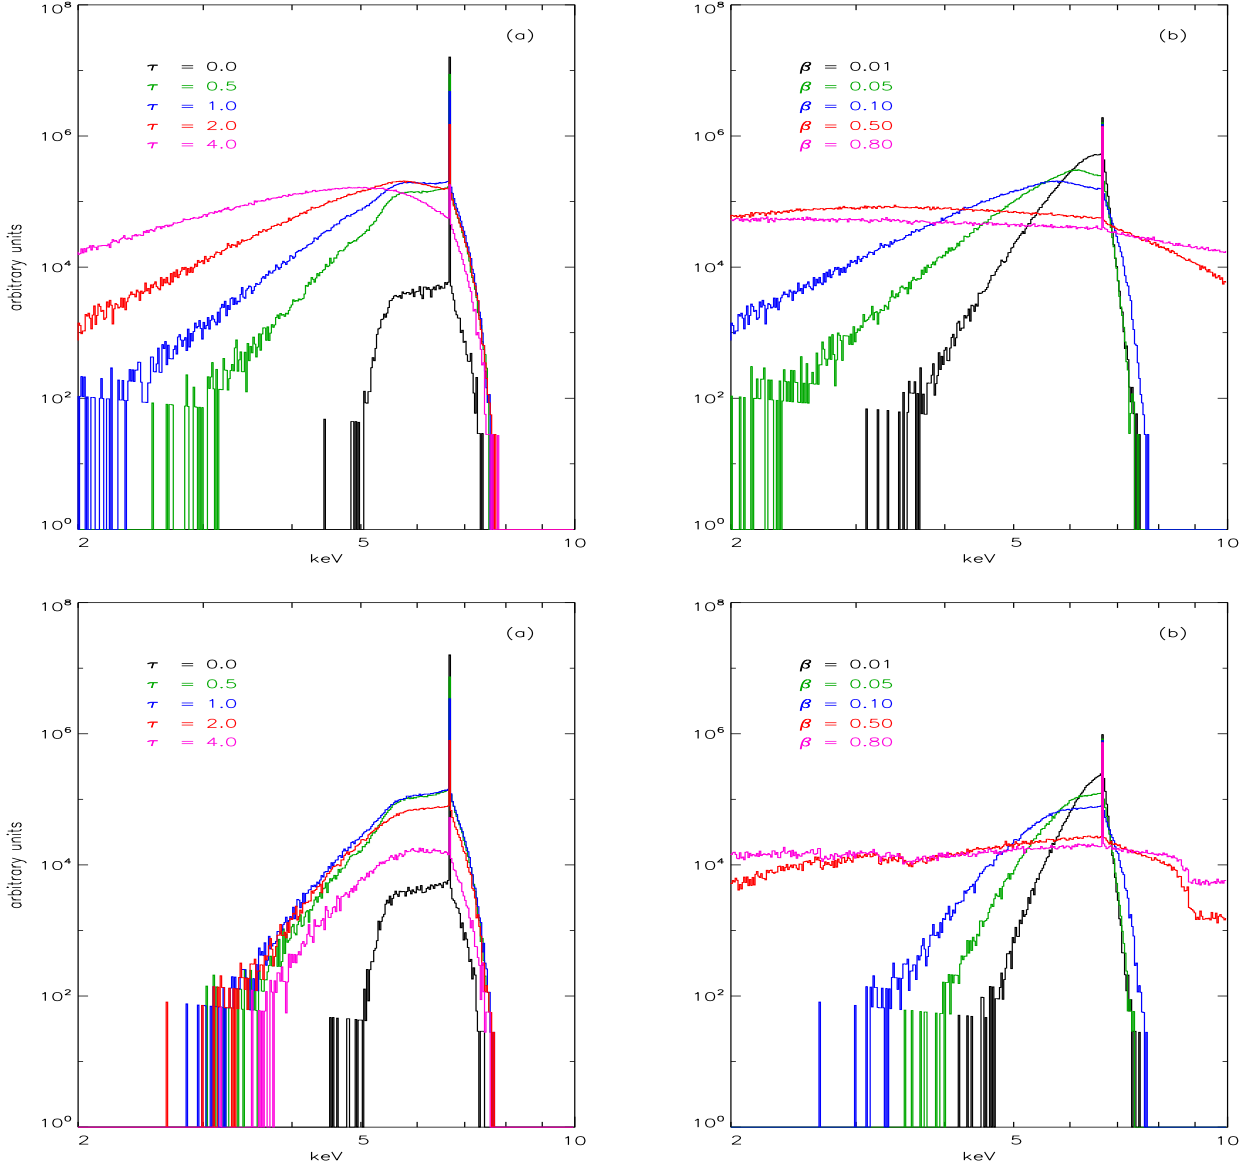 (a)
τ = 0.0
τ = 0.5
τ = 1.0
τ = 2.0
τ = 4.0
10⁸
10⁶
10⁴
10²
10⁰
arbitrary units
2 5 10
keV
(b)
β = 0.01
β = 0.05
β = 0.10
β = 0.50
β = 0.80
10⁸
10⁶
10⁴
10²
10⁰
2 5 10
keV
(a)
τ = 0.0
τ = 0.5
τ = 1.0
τ = 2.0
τ = 4.0
10⁸
10⁶
10⁴
10²
10⁰
arbitrary units
2 5 10
keV
(b)
β = 0.01
β = 0.05
β = 0.10
β = 0.50
β = 0.80
10⁸
10⁶
10⁴
10²
10⁰
2 5 10
keV